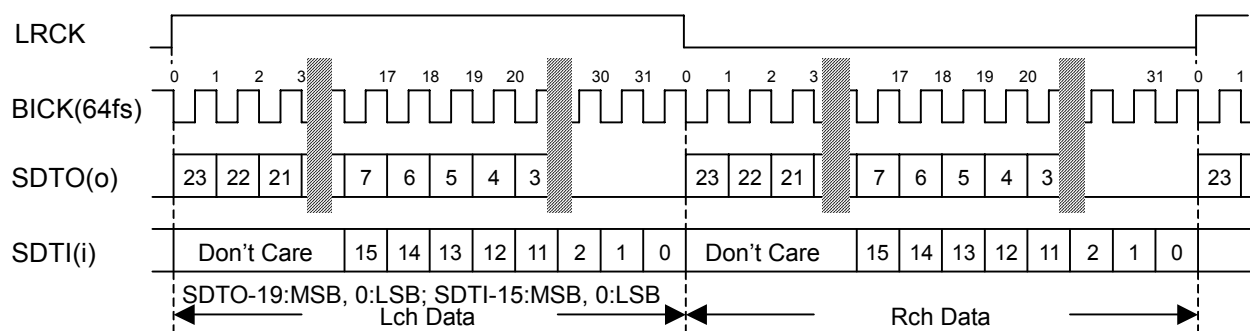 LRCK
0 1 2 3 17 18 19 20 30 31 0 1 2 3 17 18 19 20 31 0 1
BICK(64fs)
SDTO(o) 23 22 21 7 6 5 4 3 23 22 21 7 6 5 4 3 23
SDTI(i) Don't Care 15 14 13 12 11 2 1 0 Don't Care 15 14 13 12 11 2 1 0
SDTO-19:MSB, 0:LSB; SDTI-15:MSB, 0:LSB
Lch Data Rch Data